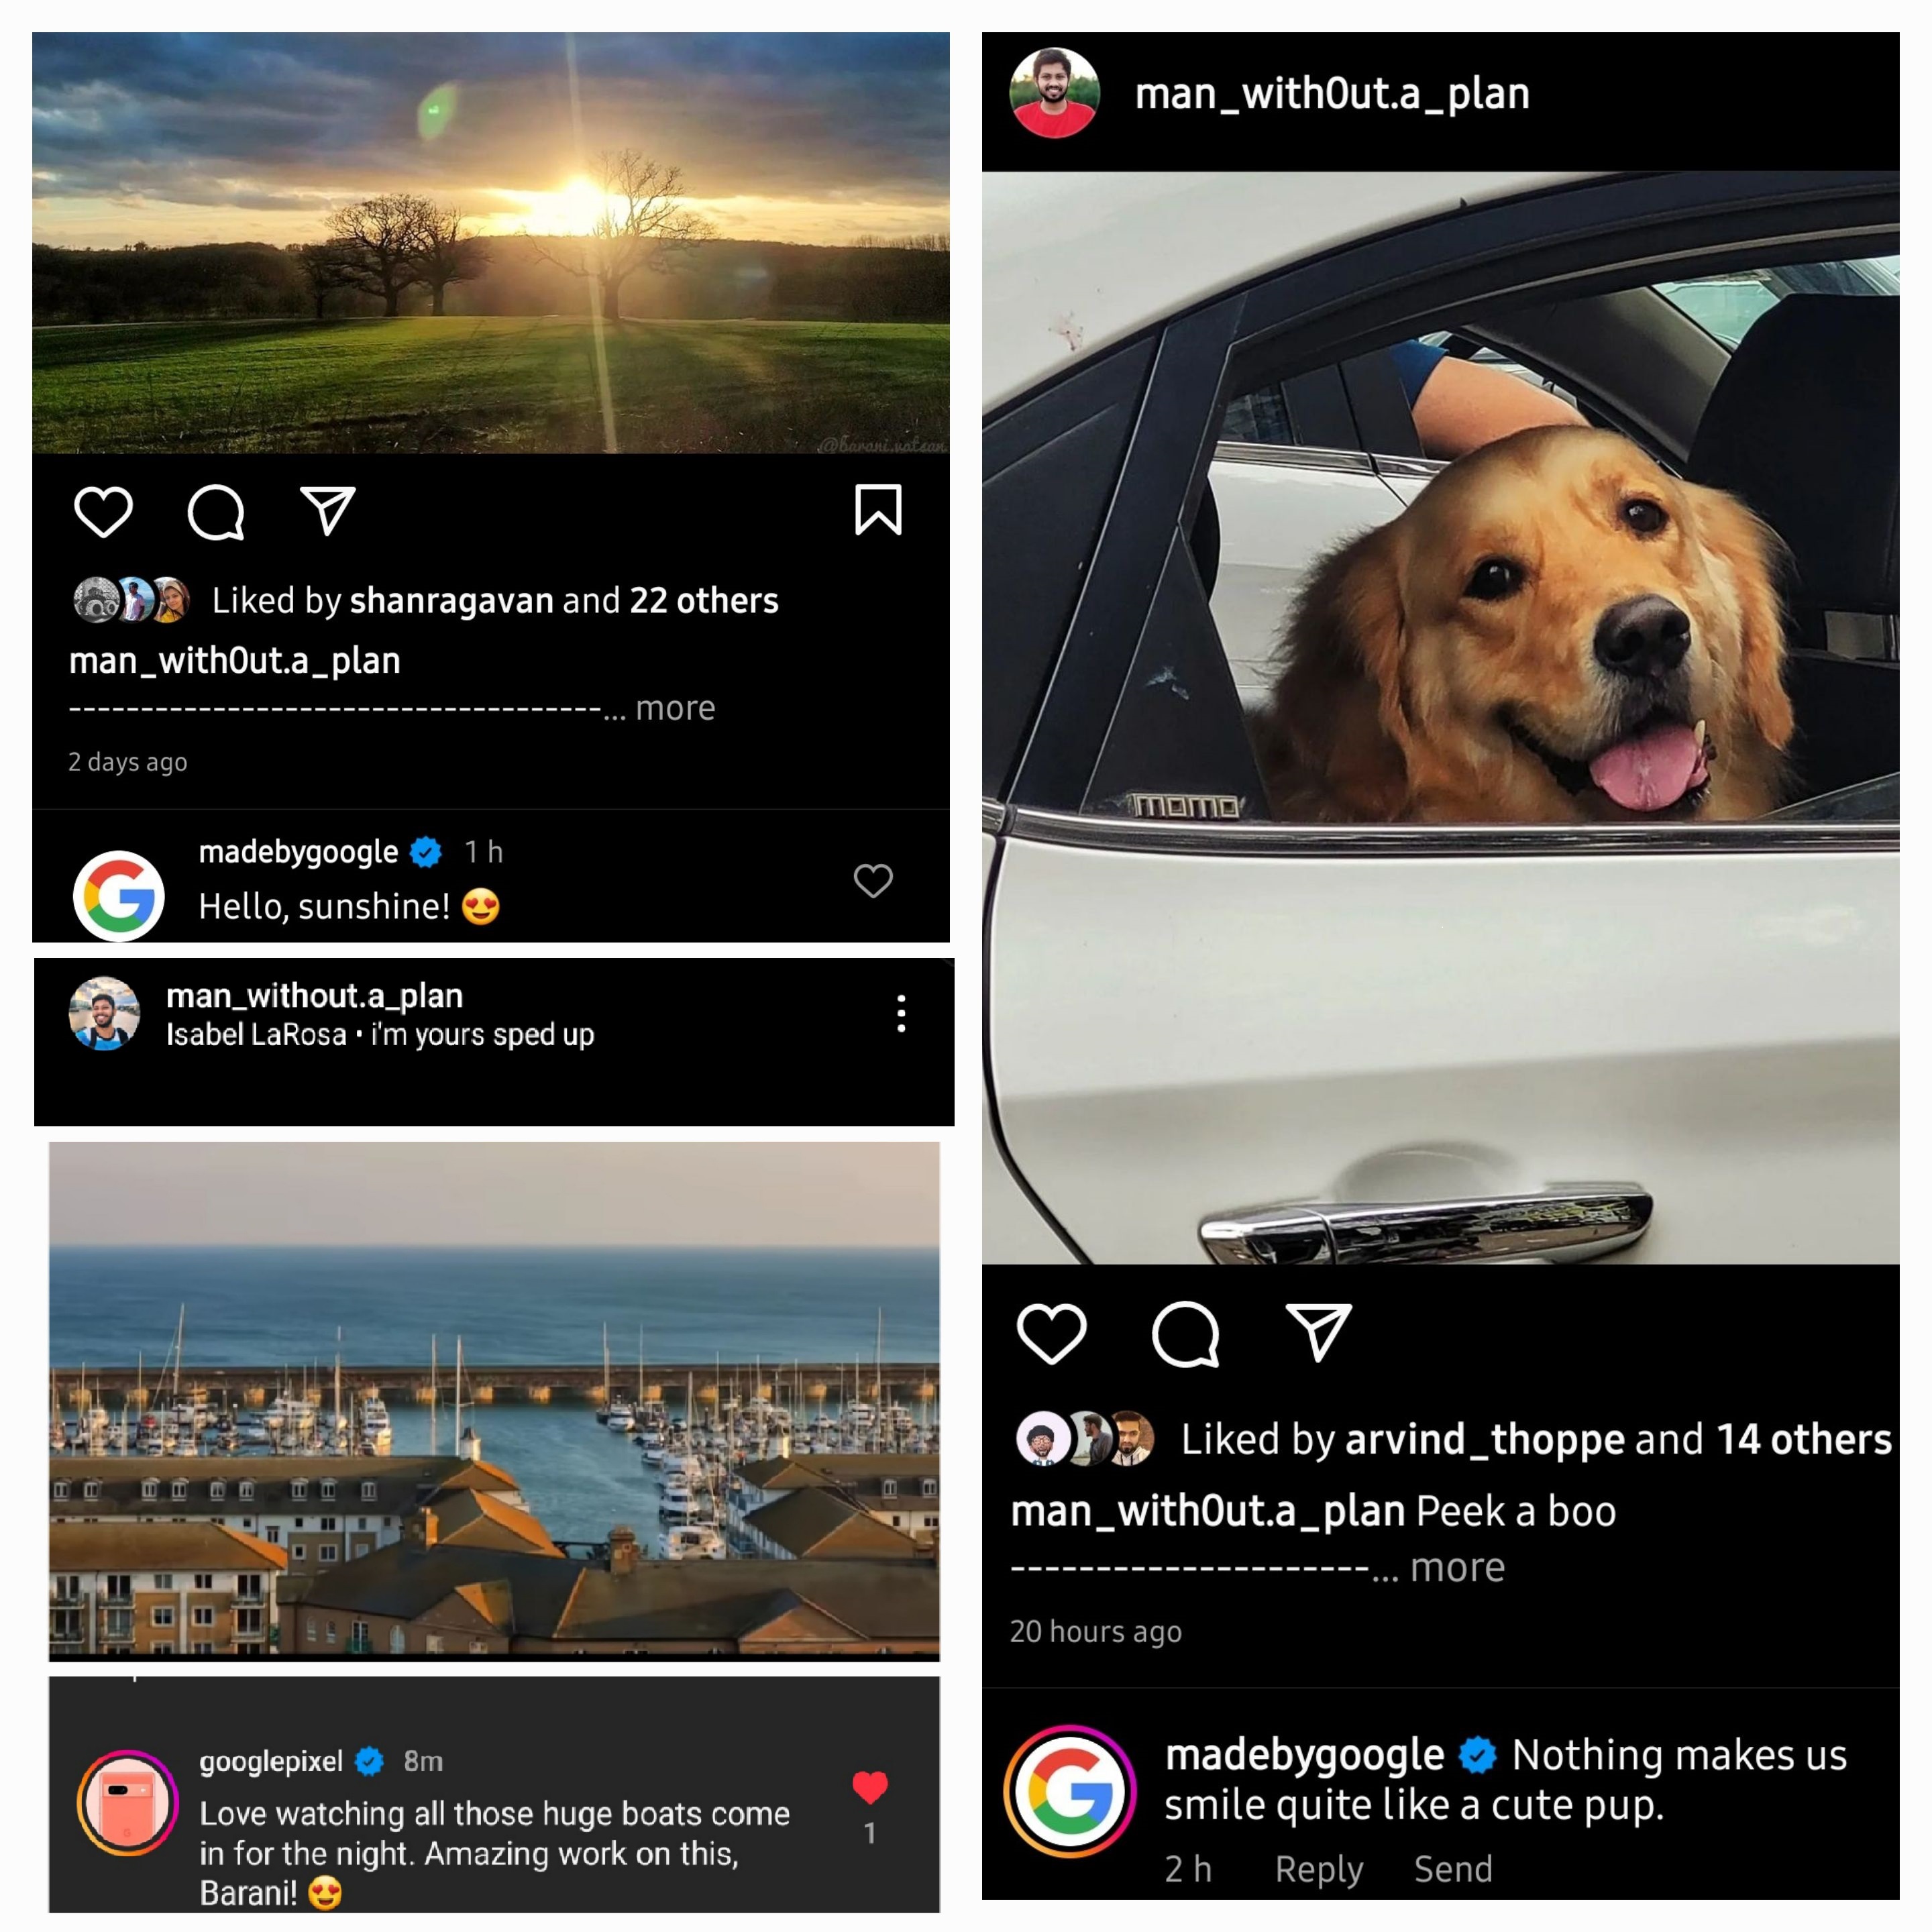 @barani.vatsan
Liked by shanragavan and 22 others
man_with0ut.a_plan
-------------------------------------... more
2 days ago
madebygoogle 1 h
Hello, sunshine! 😍
man_without.a_plan
Isabel LaRosa • i'm yours sped up
googlepixel 8m
Love watching all those huge boats come
in for the night. Amazing work on this,
Barani! 😍
1
man_with0ut.a_plan
momo
Liked by arvind_thoppe and 14 others
man_with0ut.a_plan Peek a boo
----------------------... more
20 hours ago
madebygoogle Nothing makes us
smile quite like a cute pup.
2 h Reply Send